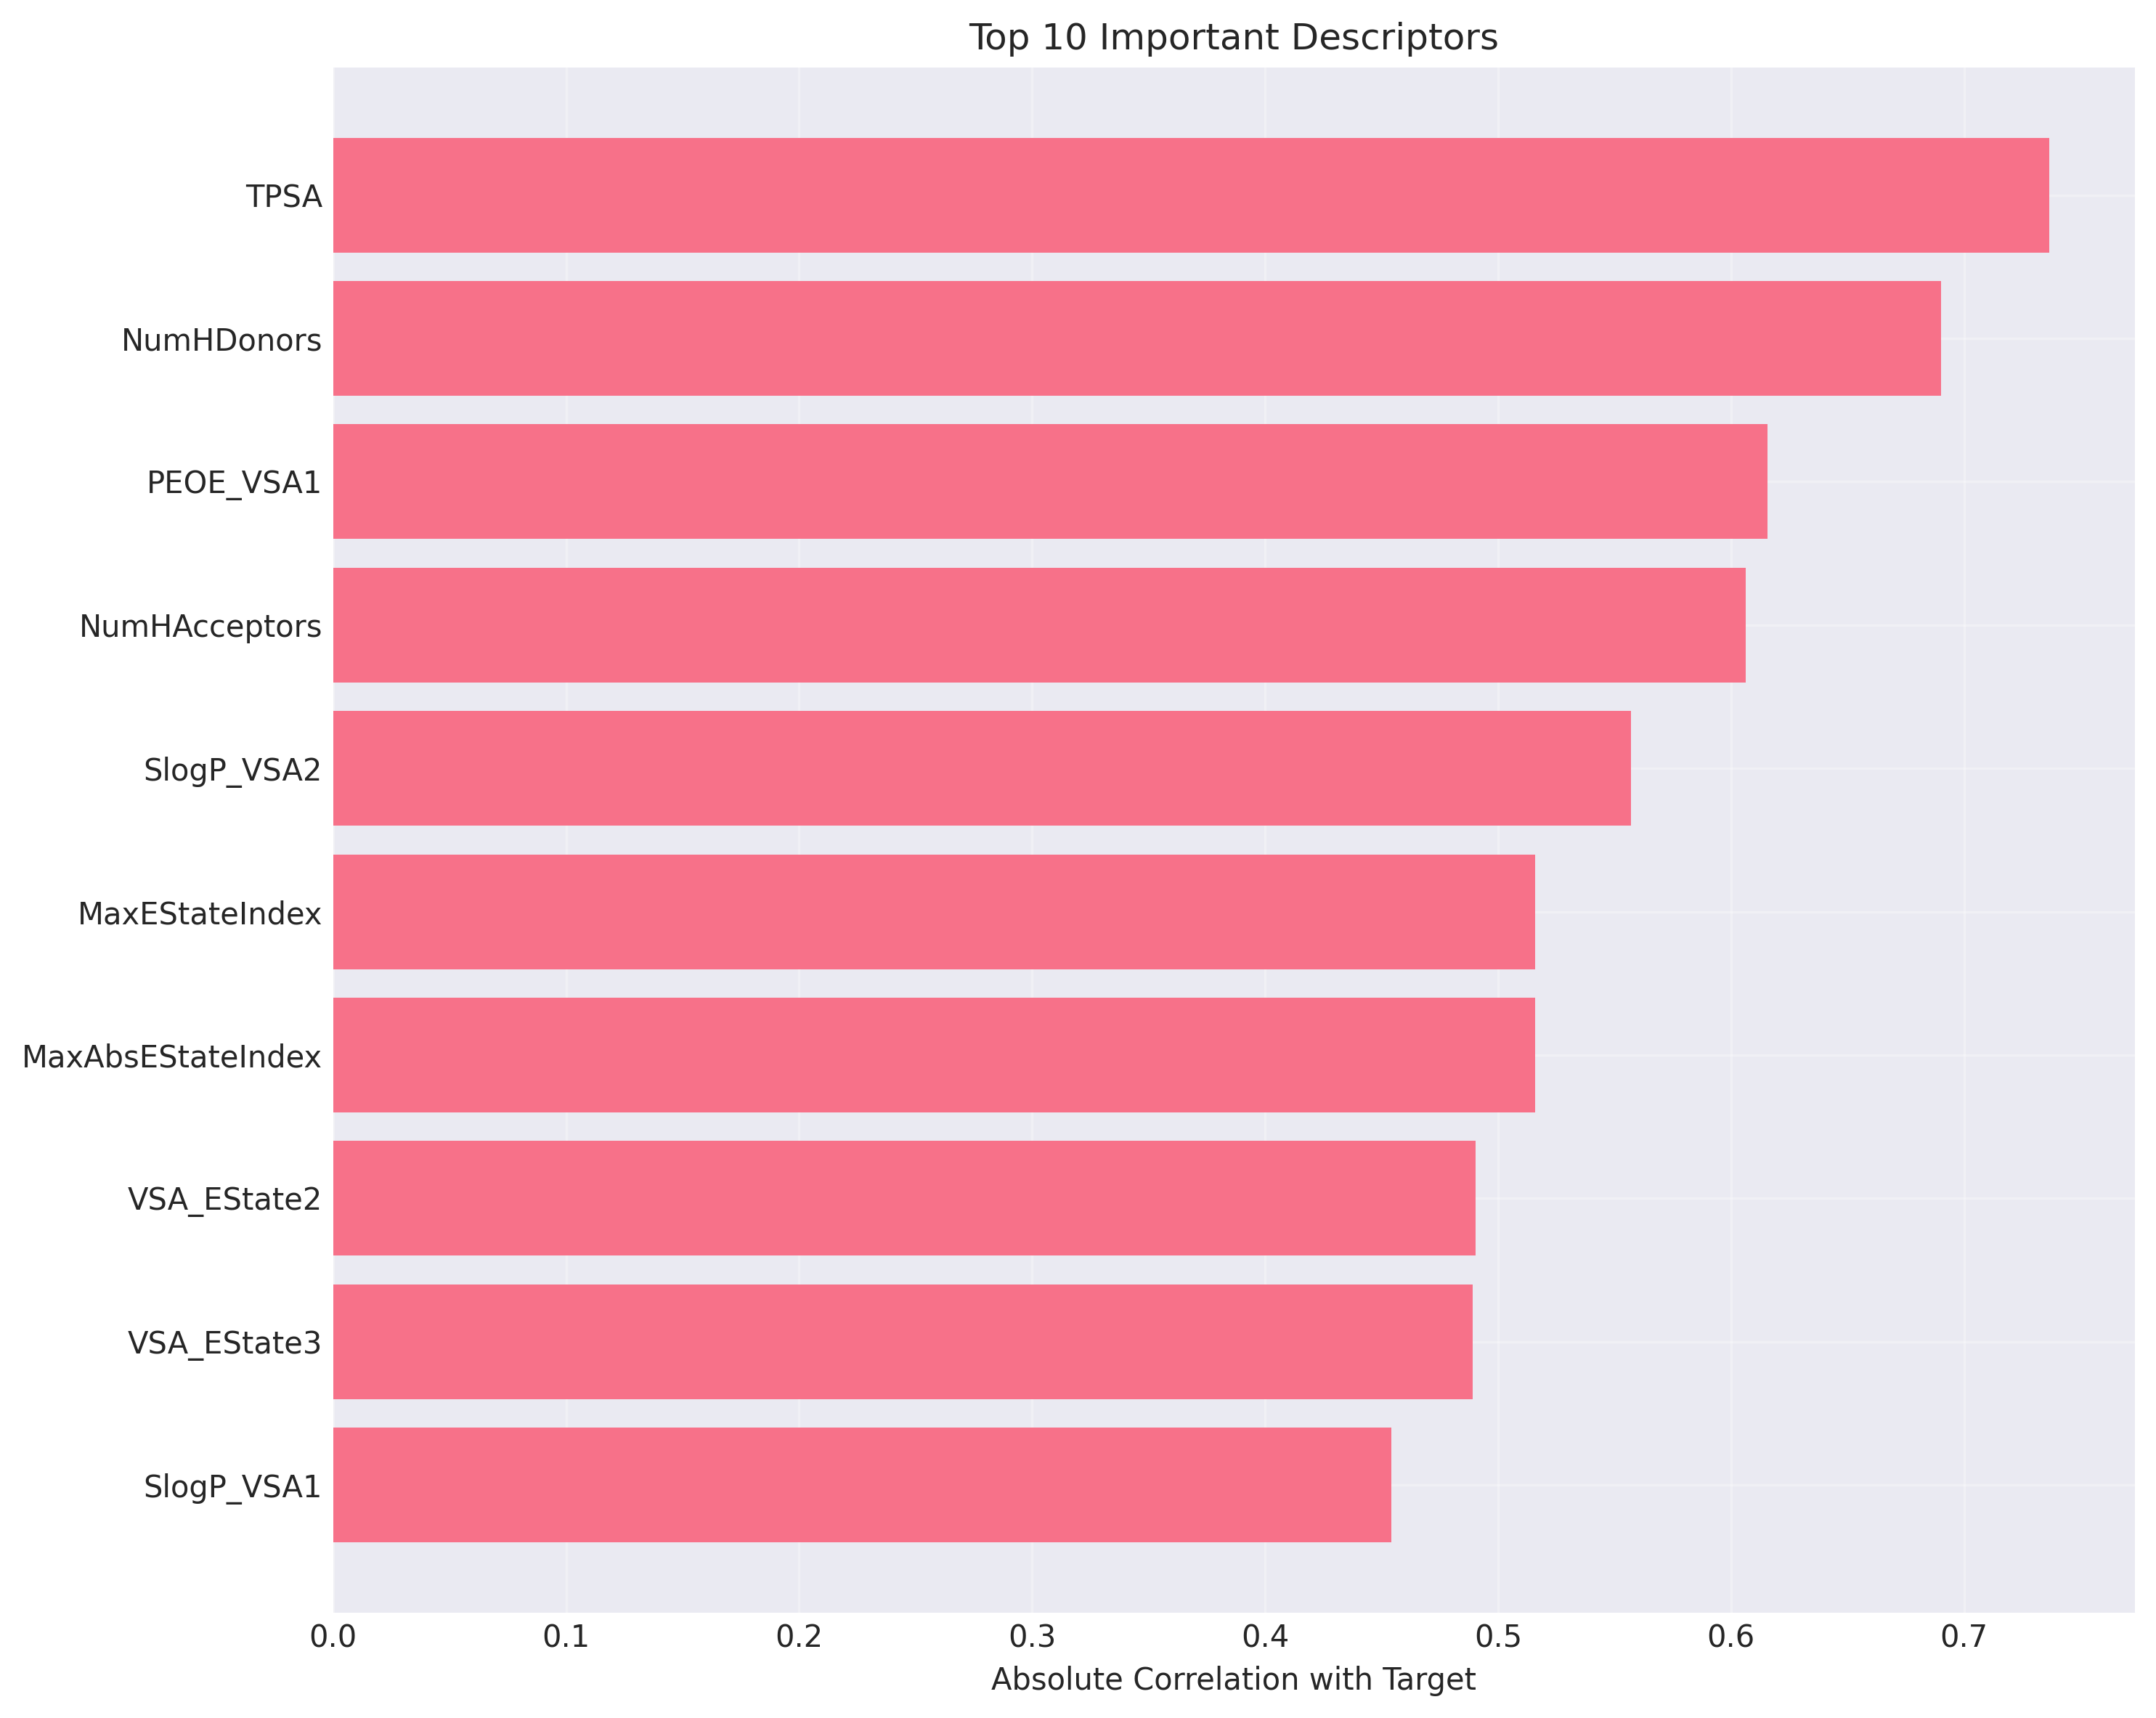 Top 10 Important Descriptors
TPSA
NumHDonors
PEOE_VSA1
NumHAcceptors
SlogP_VSA2
MaxEStateIndex
MaxAbsEStateIndex
VSA_EState2
VSA_EState3
SlogP_VSA1
0.0 0.1 0.2 0.3 0.4 0.5 0.6 0.7
Absolute Correlation with Target